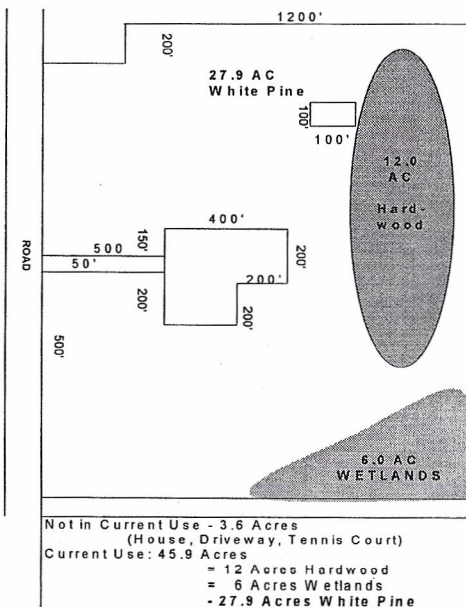 1200'
200'
27.9 AC
White Pine
100'
100'
12.0
AC
Hard-
wood
400'
ROAD
500
150'
200'
50'
200'
200'
200'
500'
6.0 AC
WETLANDS
Not in Current Use - 3.6 Acres
(House, Driveway, Tennis Court)
Current Use: 45.9 Acres
= 12 Acres Hardwood
= 6 Acres Wetlands
- 27.9 Acres White Pine